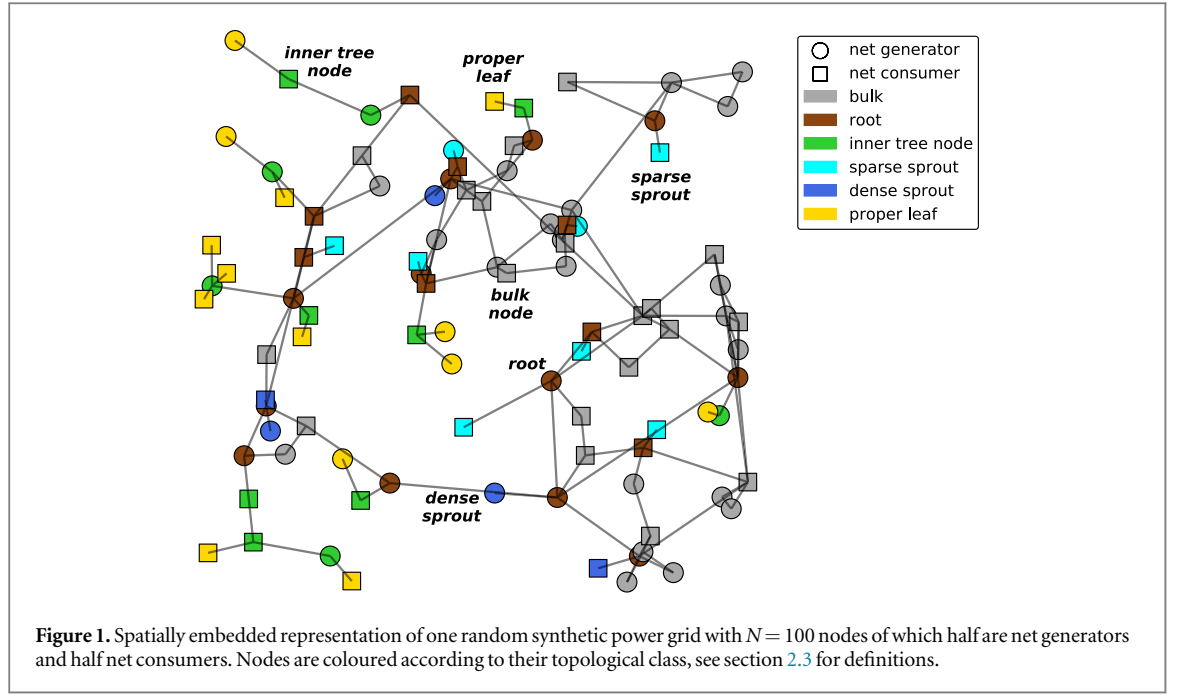 inner tree
node
proper
leaf
sparse
sprout
bulk
node
root
dense
sprout
net generator
net consumer
bulk
root
inner tree node
sparse sprout
dense sprout
proper leaf
Figure 1. Spatially embedded representation of one random synthetic power grid with N = 100 nodes of which half are net generators
and half net consumers. Nodes are coloured according to their topological class, see section 2.3 for definitions.